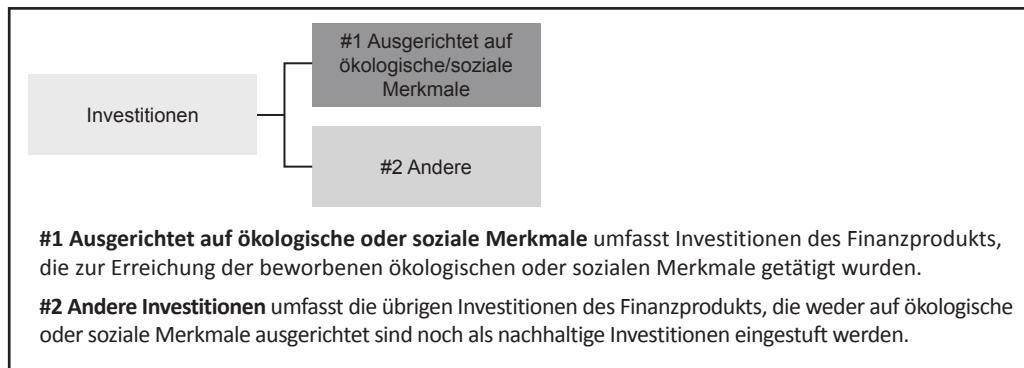 #1 Ausgerichtet auf
ökologische/soziale
Merkmale
Investitionen
#2 Andere
#1 Ausgerichtet auf ökologische oder soziale Merkmale umfasst Investitionen des Finanzprodukts,
die zur Erreichung der beworbenen ökologischen oder sozialen Merkmale getätigt wurden.
#2 Andere Investitionen umfasst die übrigen Investitionen des Finanzprodukts, die weder auf ökologische
oder soziale Merkmale ausgerichtet sind noch als nachhaltige Investitionen eingestuft werden.